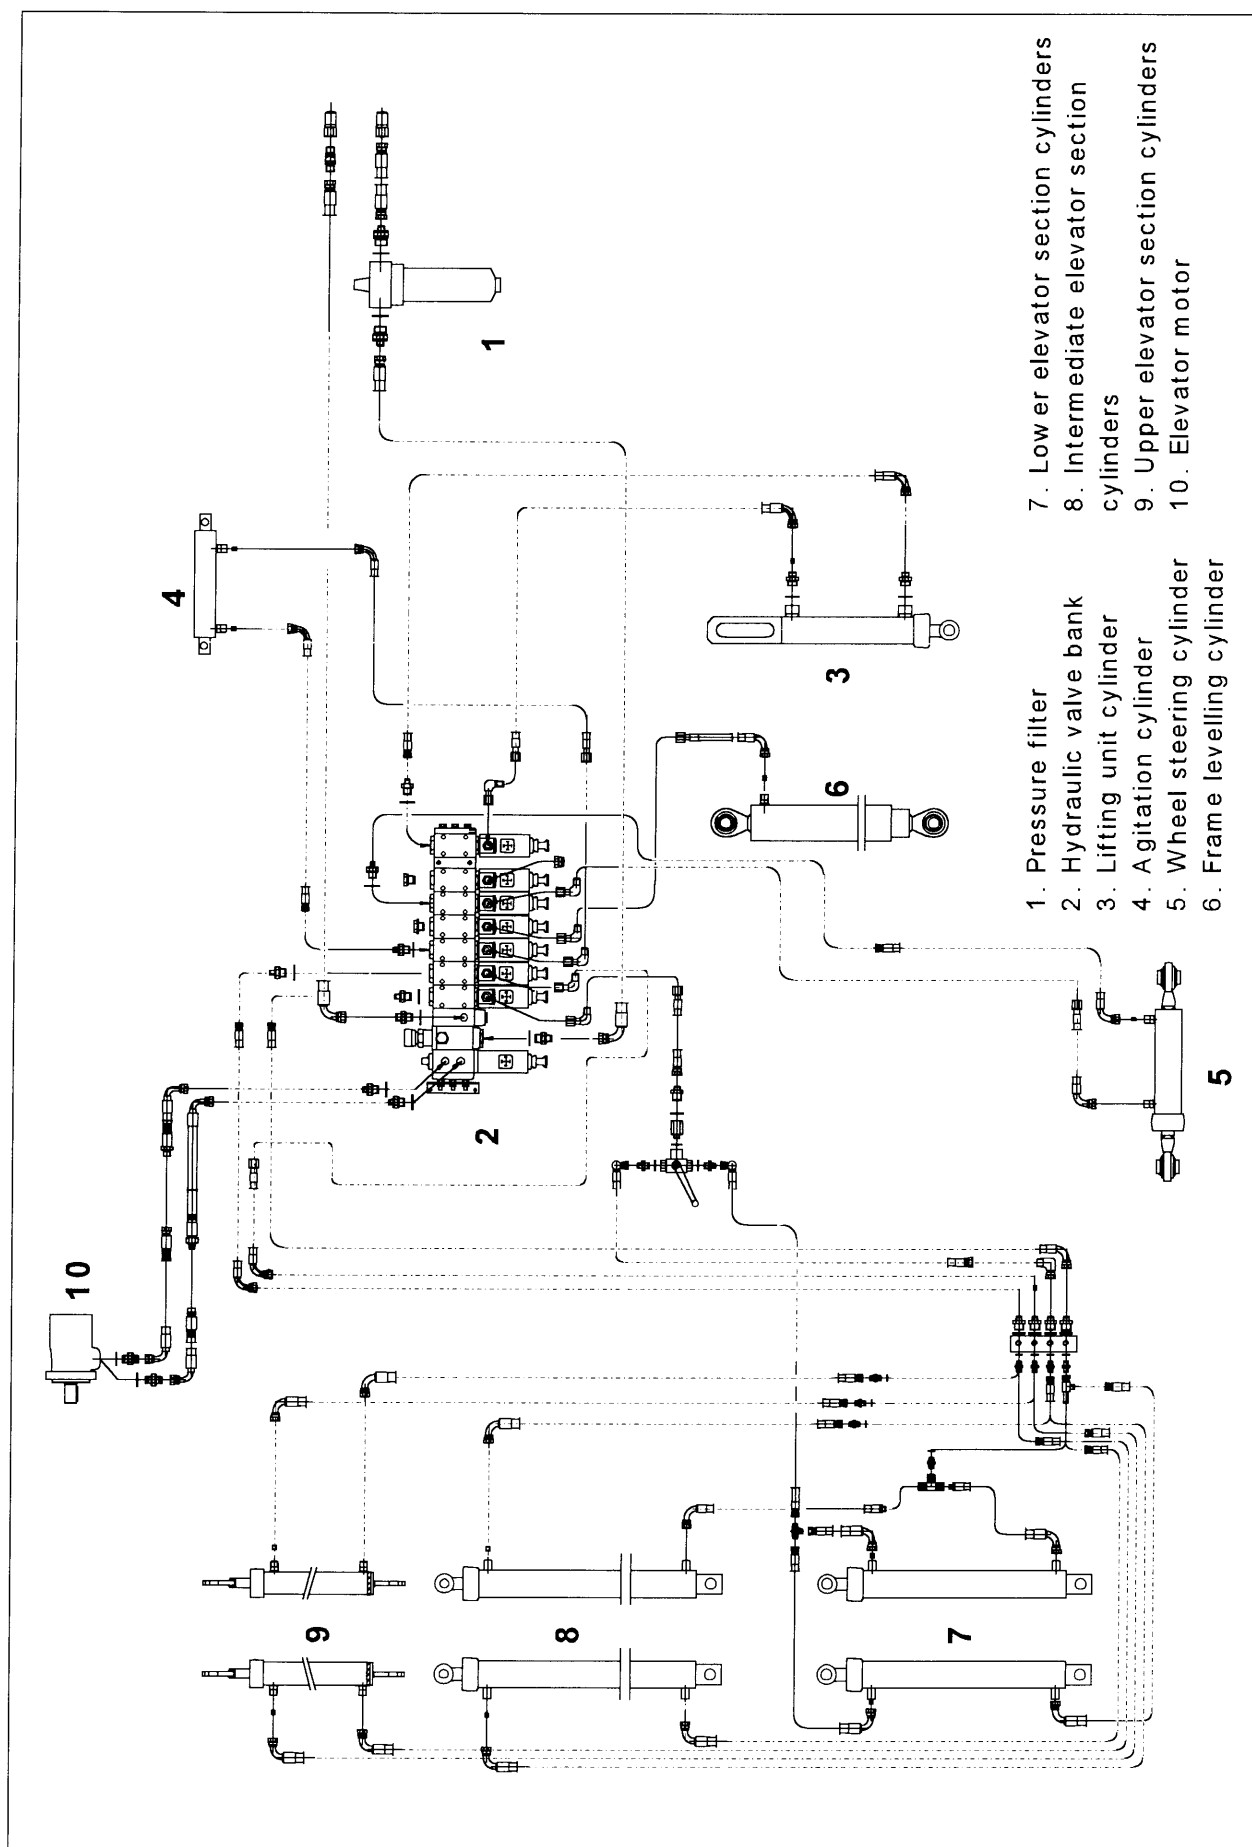 1
2
3
4
5
6
7
8
9
10
1. Pressure filter
2. Hydraulic valve bank
3. Lifting unit cylinder
4. Agitation cylinder
5. Wheel steering cylinder
6. Frame levelling cylinder
7. Lower elevator section cylinders
8. Intermediate elevator section
cylinders
9. Upper elevator section cylinders
10. Elevator motor